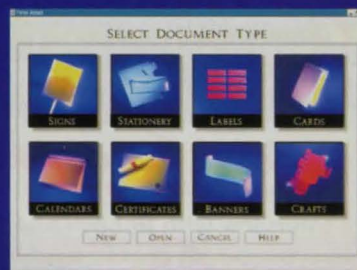 SELECT DOCUMENT TYPE
SIGNS STATIONERY LABELS CARDS
CALENDARS CERTIFICATES BANNERS CRAFTS
NEW OPEN CANCEL HELP